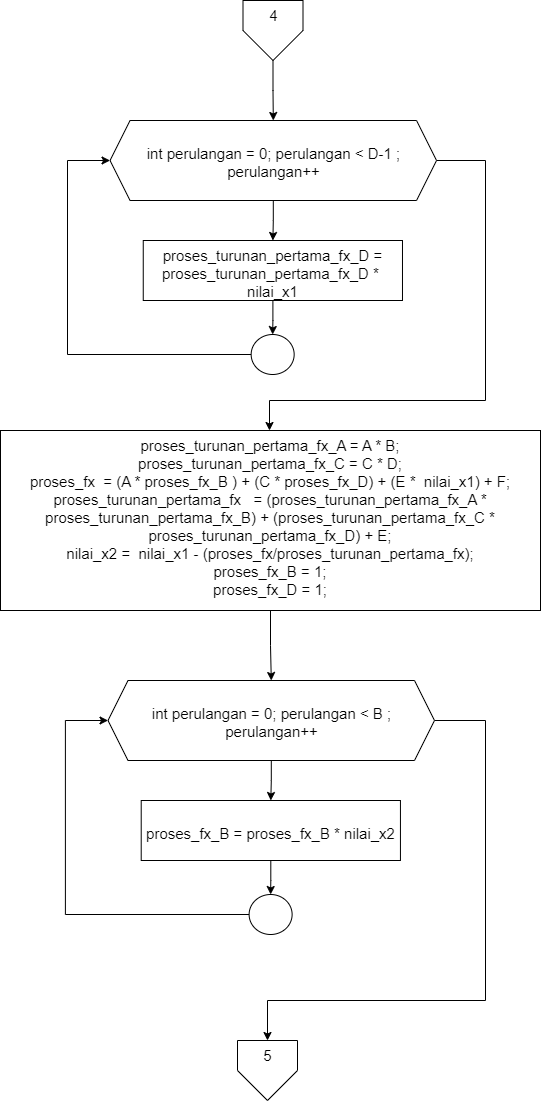 4
int perulangan = 0; perulangan < D-1 ;
perulangan++
proses_turunan_pertama_fx_D =
proses_turunan_pertama_fx_D *
nilai_x1
proses_turunan_pertama_fx_A = A * B;
proses_turunan_pertama_fx_C = C * D;
proses_fx  = (A * proses_fx_B ) + (C * proses_fx_D) + (E *  nilai_x1) + F;
proses_turunan_pertama_fx   = (proses_turunan_pertama_fx_A *
proses_turunan_pertama_fx_B) + (proses_turunan_pertama_fx_C *
proses_turunan_pertama_fx_D) + E;
nilai_x2 =  nilai_x1 - (proses_fx/proses_turunan_pertama_fx);
proses_fx_B = 1;
proses_fx_D = 1;
int perulangan = 0; perulangan < B ;
perulangan++
proses_fx_B = proses_fx_B * nilai_x2
5